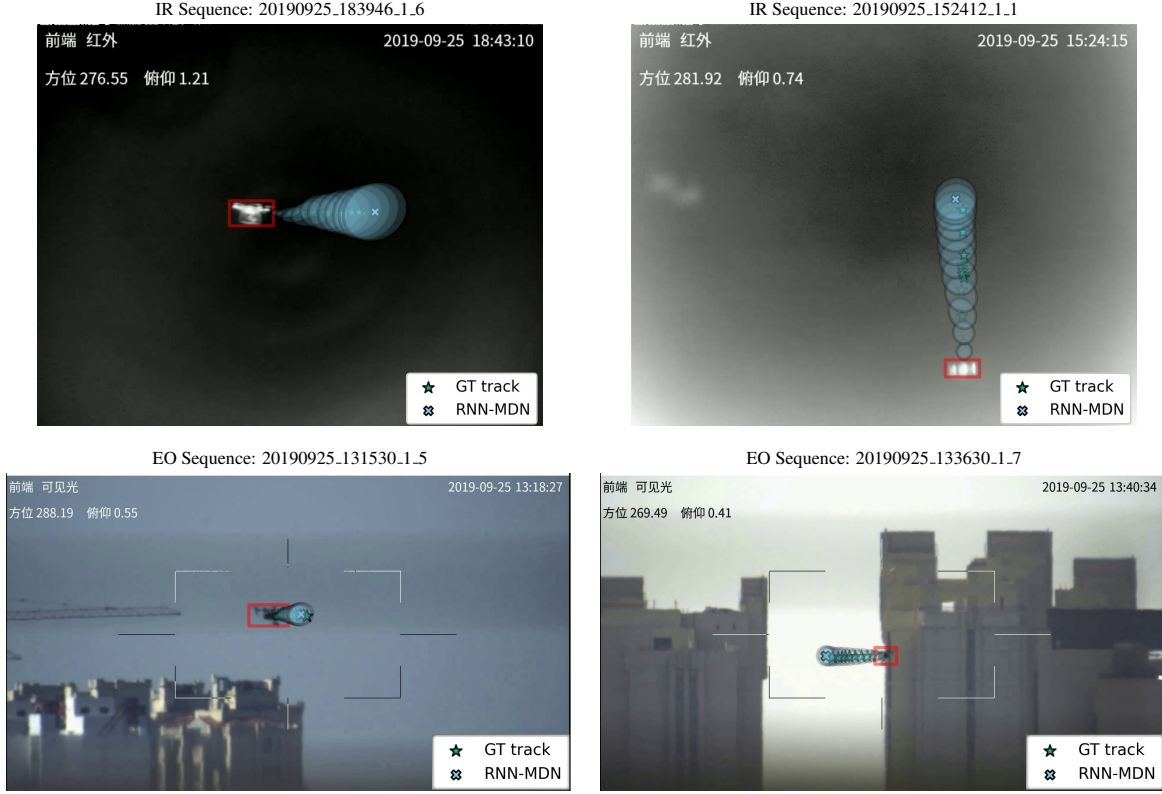 IR Sequence: 20190925_183946_1_6
前端 红外 2019-09-25 18:43:10
方位 276.55 俯仰 1.21
GT track
RNN-MDN
IR Sequence: 20190925_152412_1_1
前端 红外 2019-09-25 15:24:15
方位 281.92 俯仰 0.74
GT track
RNN-MDN
EO Sequence: 20190925_131530_1_5
前端 可见光 2019-09-25 13:18:27
方位 288.19 俯仰 0.55
GT track
RNN-MDN
EO Sequence: 20190925_133630_1_7
前端 可见光 2019-09-25 13:40:34
方位 269.49 俯仰 0.41
GT track
RNN-MDN